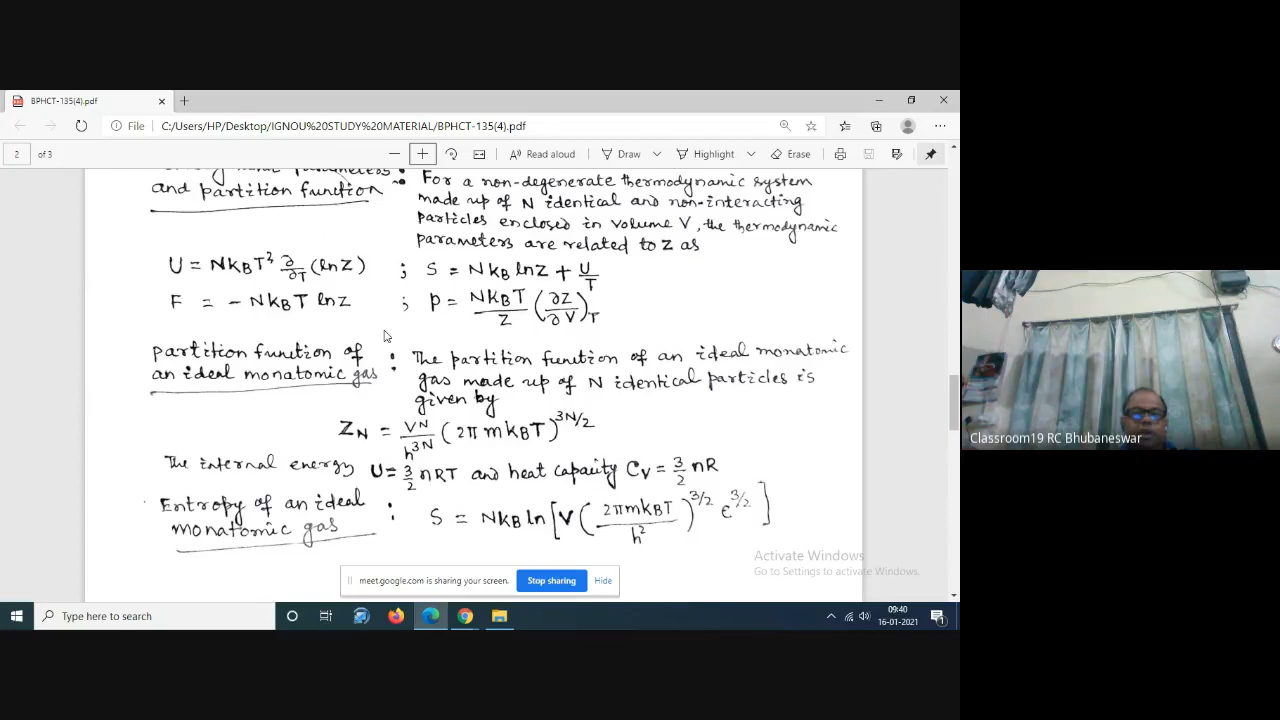 BPHCT-135(4).pdf
File C:/Users/HP/Desktop/IGNOU%20STUDY%20MATERIAL/BPHCT-135(4).pdf
2 of 3 Read aloud Draw Highlight Erase
and partition function
For a non-degenerate thermodynamic system
made up of N identical and non-interacting
particles enclosed in volume V, the thermodynamic
parameters are related to Z as
U = NkBT² ∂/∂T (lnZ) ; S = NkB lnZ + U/T
F = - NkBT lnZ ; p = NkBT/Z (∂Z/∂V)T
partition function of
an ideal monatomic gas :
The partition function of an ideal monatomic
gas made up of N identical particles is
given by
ZN = VN/h3N (2πmkBT)3N/2
The internal energy U = 3/2 nRT and heat capacity CV = 3/2 nR
Entropy of an ideal
monatomic gas : S = NkB ln [V (2πmkBT/h²)3/2 e3/2]
Activate Windows
Go to Settings to activate Windows.
meet.google.com is sharing your screen. Stop sharing Hide
Type here to search
09:40
16-01-2021
Classroom19 RC Bhubaneswar